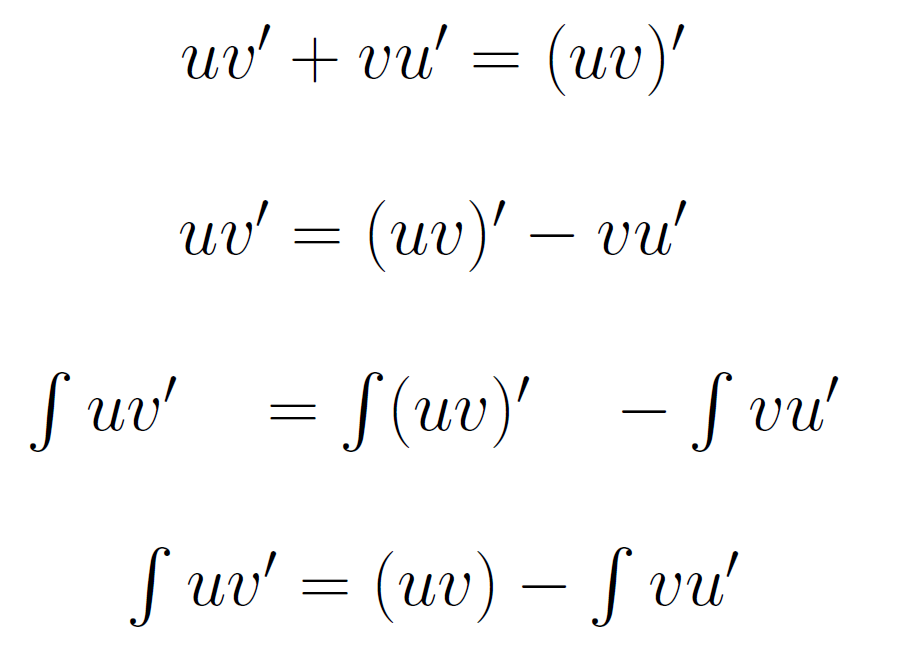 uv′ + vu′ = (uv)′
uv′ = (uv)′ − vu′
∫ uv′ = ∫(uv)′ − ∫ vu′
∫ uv′ = (uv) − ∫ vu′